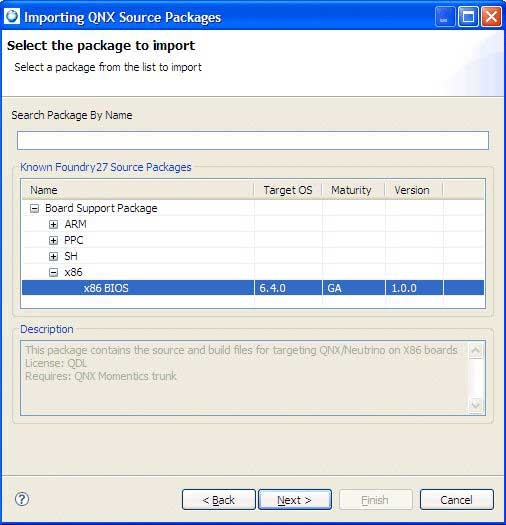 Importing QNX Source Packages
Select the package to import
Select a package from the list to import
Search Package By Name
Known Foundry27 Source Packages
Name Target OS Maturity Version
Board Support Package
ARM
PPC
SH
x86
x86 BIOS 6.4.0 GA 1.0.0
Description
This package contains the source and build files for targeting QNX/Neutrino on X86 boards
License: QDL
Requires: QNX Momentics trunk
? < Back Next > Finish Cancel